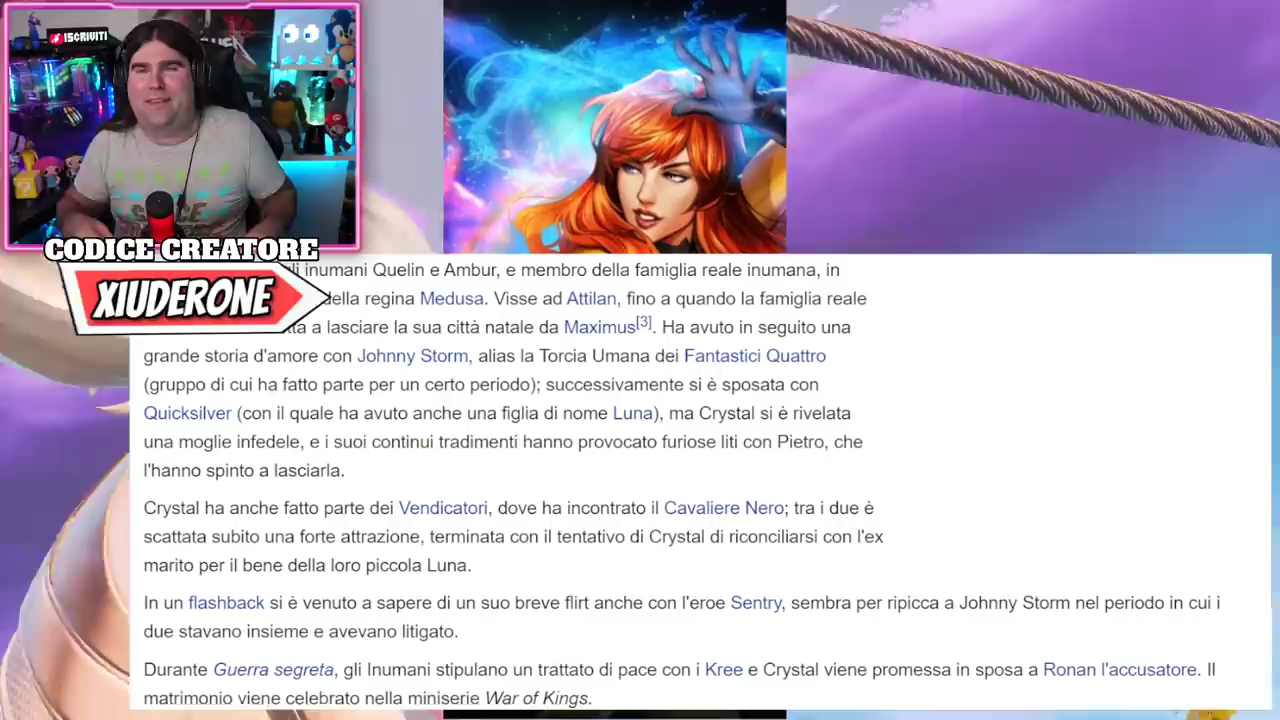 ISCRIVITI
CODICE CREATORE
XIUDERONE
li inumani Quelin e Ambur, e membro della famiglia reale inumana, in
della regina Medusa. Visse ad Attilan, fino a quando la famiglia reale
a lasciare la sua città natale da Maximus[3]. Ha avuto in seguito una
grande storia d'amore con Johnny Storm, alias la Torcia Umana dei Fantastici Quattro
(gruppo di cui ha fatto parte per un certo periodo); successivamente si è sposata con
Quicksilver (con il quale ha avuto anche una figlia di nome Luna), ma Crystal si è rivelata
una moglie infedele, e i suoi continui tradimenti hanno provocato furiose liti con Pietro, che
l'hanno spinto a lasciarla.
Crystal ha anche fatto parte dei Vendicatori, dove ha incontrato il Cavaliere Nero; tra i due è
scattata subito una forte attrazione, terminata con il tentativo di Crystal di riconciliarsi con l'ex
marito per il bene della loro piccola Luna.
In un flashback si è venuto a sapere di un suo breve flirt anche con l'eroe Sentry, sembra per ripicca a Johnny Storm nel periodo in cui i
due stavano insieme e avevano litigato.
Durante Guerra segreta, gli Inumani stipulano un trattato di pace con i Kree e Crystal viene promessa in sposa a Ronan l'accusatore. Il
matrimonio viene celebrato nella miniserie War of Kings.